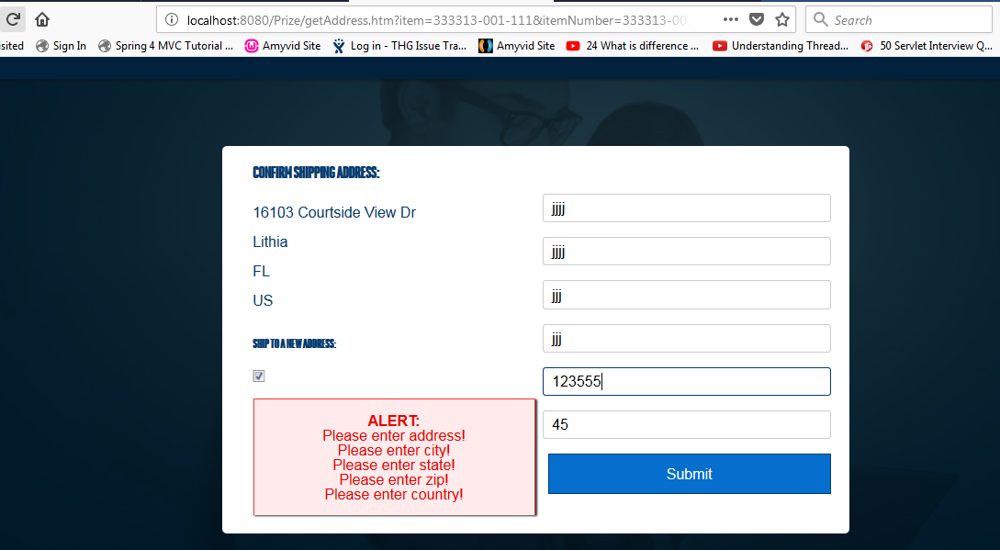 localhost:8080/Prize/getAddress.htm?item=333313-001-111&itemNumber=333313-00
Search
isited Sign In Spring 4 MVC Tutorial ... Amyvid Site Log in - THG Issue Tra... Amyvid Site 24 What is difference ... Understanding Thread... 50 Servlet Interview Q...
CONFIRM SHIPPING ADDRESS:
16103 Courtside View Dr
Lithia
FL
US
SHIP TO A NEW ADDRESS:
ALERT:
Please enter address!
Please enter city!
Please enter state!
Please enter zip!
Please enter country!
jjjj
jjjj
jjj
jjj
123555
45
Submit